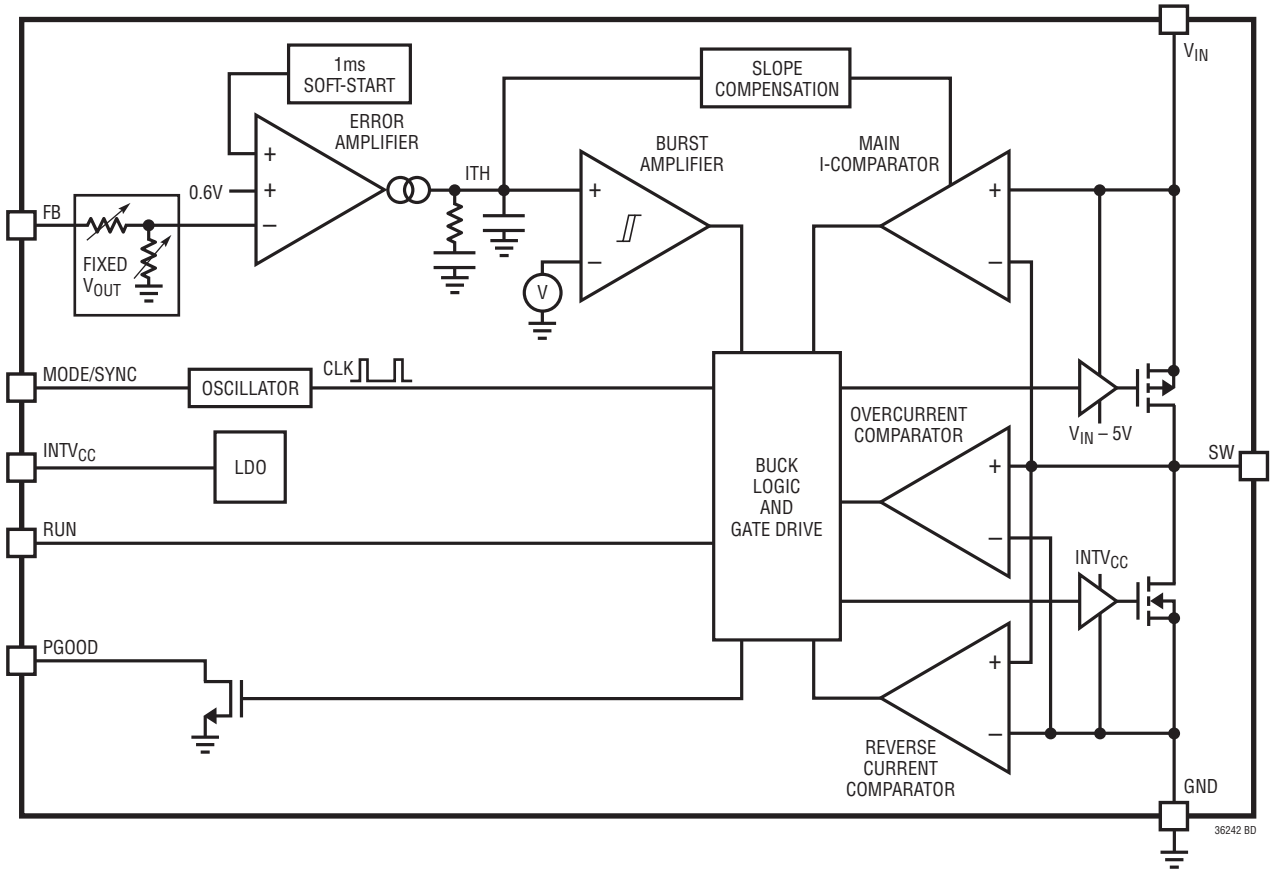 V_IN
1ms
SOFT-START
SLOPE
COMPENSATION
ERROR
AMPLIFIER
BURST
AMPLIFIER
MAIN
I-COMPARATOR
ITH
+
+
–
0.6V
+
–
+
–
FB
FIXED
V_OUT
V
MODE/SYNC
OSCILLATOR
CLK
V_IN – 5V
OVERCURRENT
COMPARATOR
INTV_CC
LDO
BUCK
LOGIC
AND
GATE DRIVE
+
–
SW
RUN
INTV_CC
PGOOD
+
–
REVERSE
CURRENT
COMPARATOR
GND
36242 BD